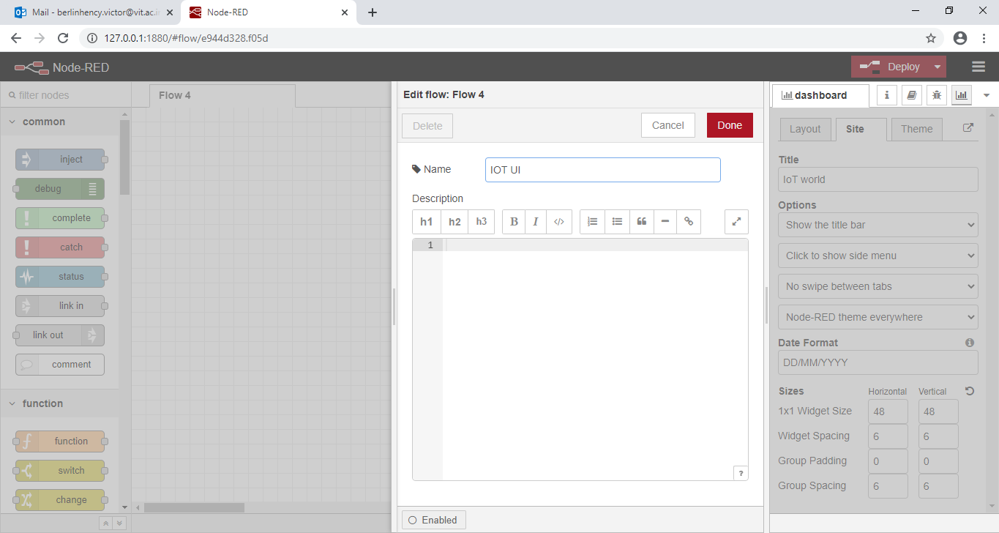 Mail - berlinhency.victor@vit.ac.i
Node-RED
127.0.0.1:1880/#flow/e944d328.f05d
Node-RED
Deploy
filter nodes
common
inject
debug
complete
catch
status
link in
link out
comment
function
function
switch
change
Flow 4
Edit flow: Flow 4
Delete
Cancel
Done
Name
IOT UI
Description
h1 h2 h3 B I </>
1
?
Enabled
dashboard
i
Layout
Site
Theme
Title
IoT world
Options
Show the title bar
Click to show side menu
No swipe between tabs
Node-RED theme everywhere
Date Format
DD/MM/YYYY
Sizes Horizontal Vertical
1x1 Widget Size 48 48
Widget Spacing 6 6
Group Padding 0 0
Group Spacing 6 6